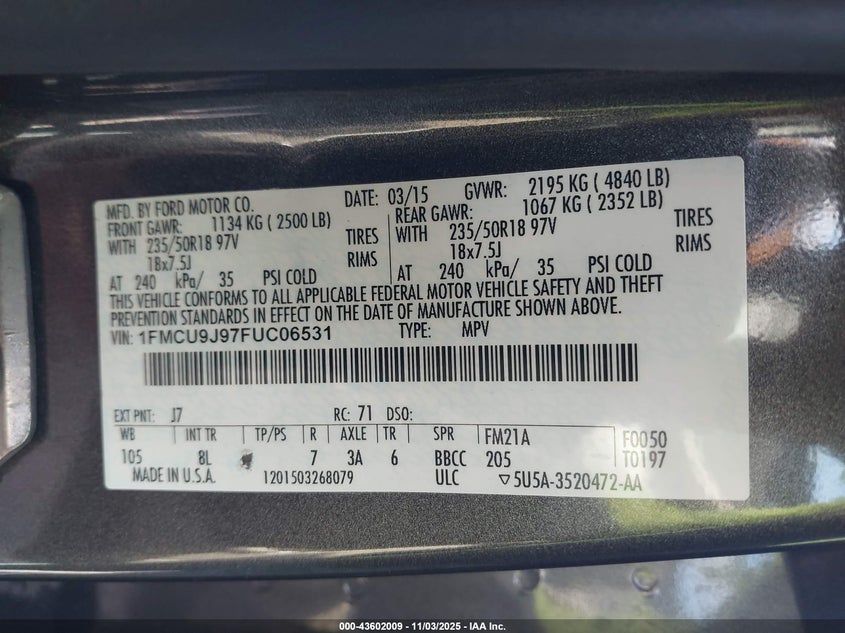 MFD. BY FORD MOTOR CO.
DATE: 03/15 GVWR: 2195 KG ( 4840 LB)
FRONT GAWR: 1134 KG ( 2500 LB) REAR GAWR: 1067 KG ( 2352 LB)
WITH 235/50R18 97V TIRES WITH 235/50R18 97V TIRES
18x7.5J RIMS 18x7.5J RIMS
AT 240 kPa/ 35 PSI COLD AT 240 kPa/ 35 PSI COLD
THIS VEHICLE CONFORMS TO ALL APPLICABLE FEDERAL MOTOR VEHICLE SAFETY AND THEFT
PREVENTION STANDARDS IN EFFECT ON THE DATE OF MANUFACTURE SHOWN ABOVE.
VIN: 1FMCU9J97FUC06531 TYPE: MPV
EXT PNT: J7 RC: 71 DSO:
WB INT TR TP/PS R AXLE TR SPR FM21A F0050
105 8L 7 3A 6 BBCC 205 T0197
MADE IN U.S.A. 1201503268079 ULC ▽5U5A-3520472-AA
000-43602009 - 11/03/2025 - IAA Inc.